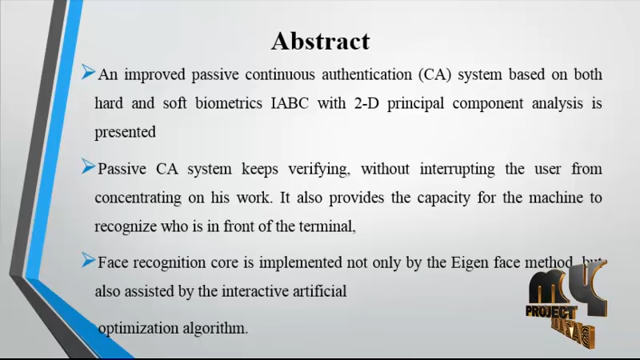 Abstract
An improved passive continuous authentication (CA) system based on both
hard and soft biometrics IABC with 2-D principal component analysis is
presented
Passive CA system keeps verifying, without interrupting the user from
concentrating on his work. It also provides the capacity for the machine to
recognize who is in front of the terminal,
Face recognition core is implemented not only by the Eigen face method, but
also assisted by the interactive artificial
optimization algorithm.
PROJECT